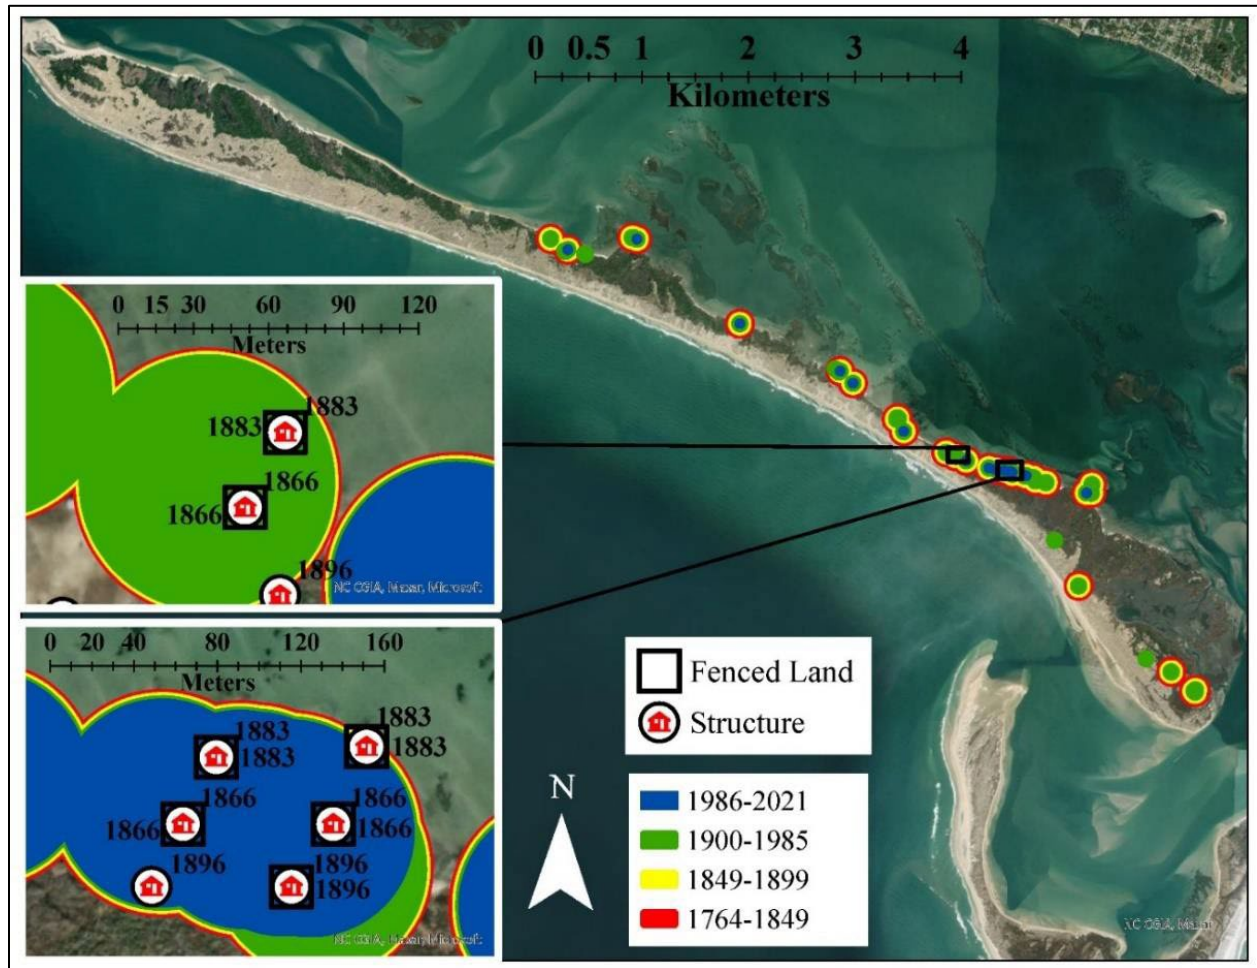 0 0.5 1 2 3 4
Kilometers
0 15 30 60 90 120
Meters
1883
1883
1866
1866
1896
NC CGIA, Maxar, Microsoft
0 20 40 60 80 120 160
Meters
1883
1883
1883
1883
1866
1866
1866
1866
1896
1896
1896
NC CGIA, Maxar, Microsoft
Fenced Land
Structure
N
1986-2021
1900-1985
1849-1899
1764-1849
NC CGIA, Maxar